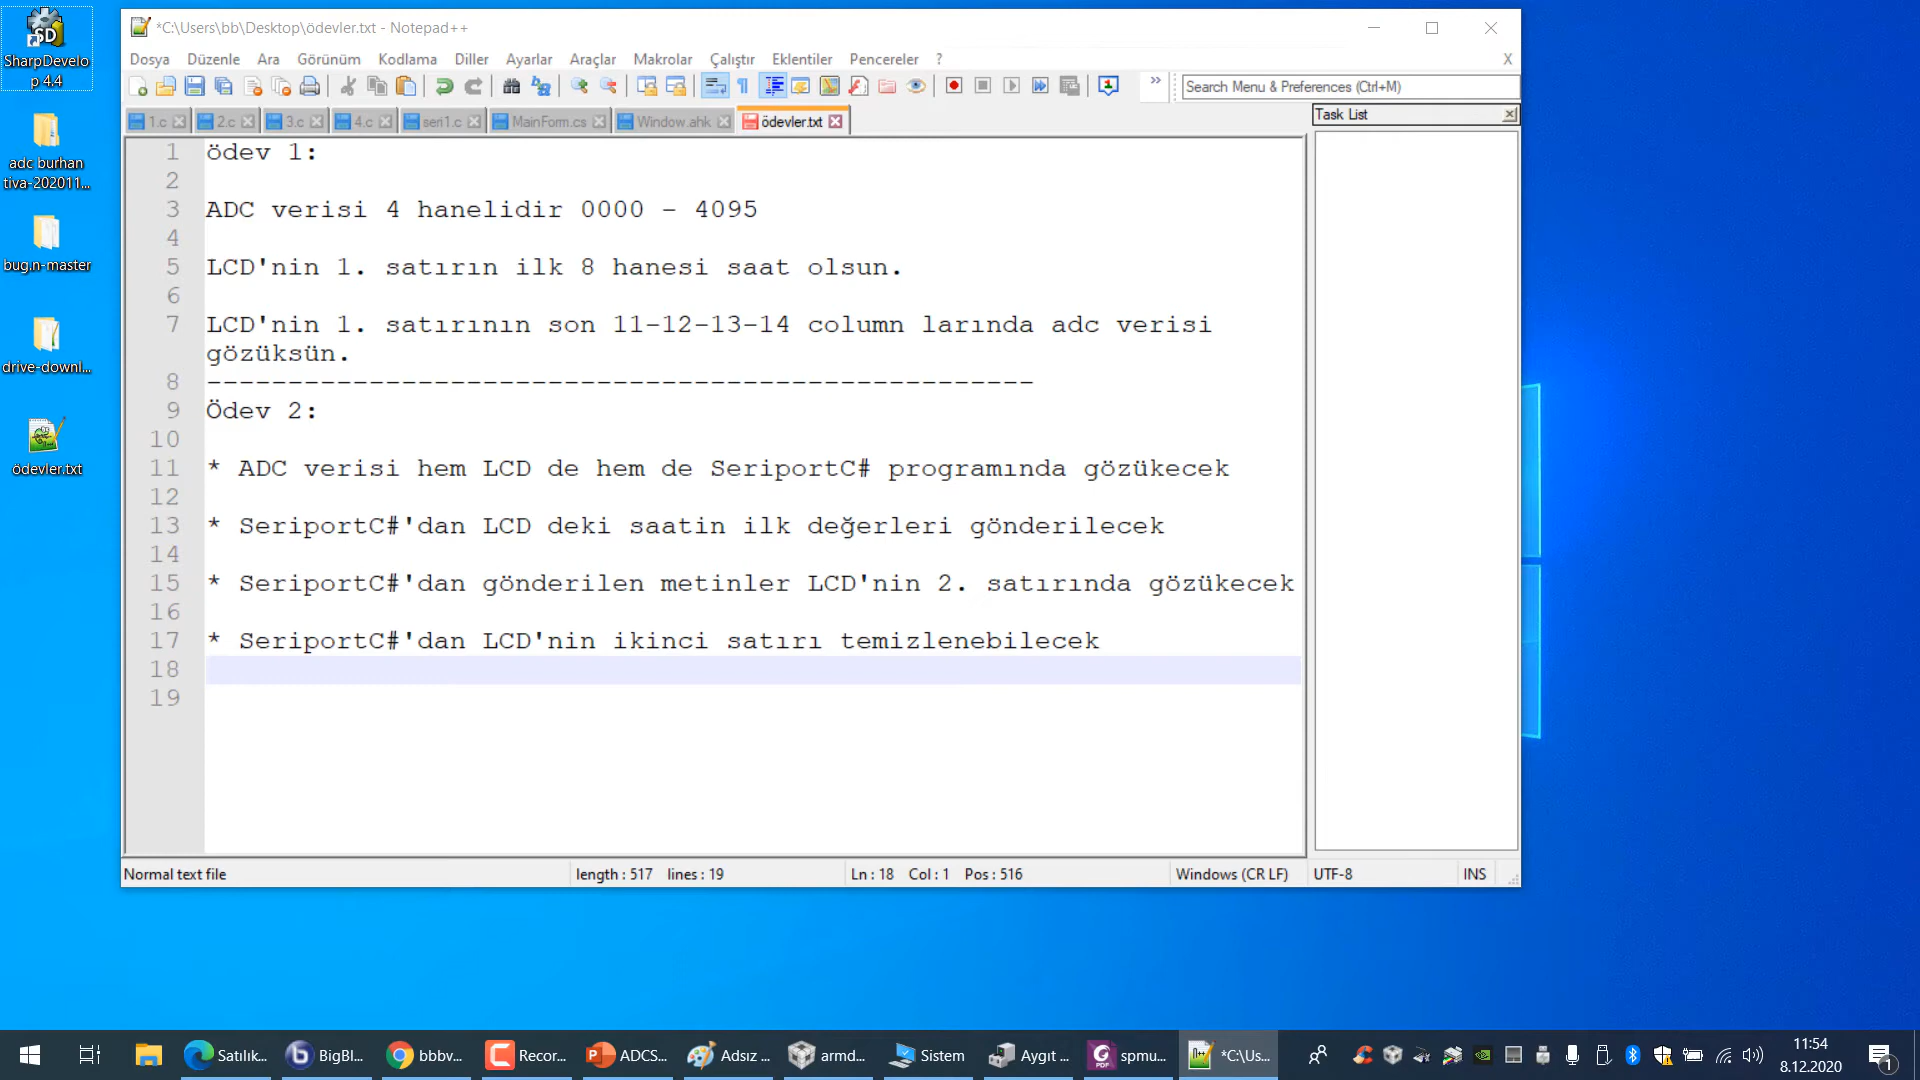 SharpDevelo
p 4.4
adc burhan
tiva-202011...
bug.n-master
drive-downl...
ödevler.txt
*C:\Users\bb\Desktop\ödevler.txt - Notepad++
Dosya Düzenle Ara Görünüm Kodlama Diller Ayarlar Araçlar Makrolar Çalıştır Eklentiler Pencereler ? X
Search Menu & Preferences (Ctrl+M)
1.c 2.c 3.c 4.c seri1.c MainForm.cs Window.ahk ödevler.txt
Task List
1 ödev 1:
2
3 ADC verisi 4 hanelidir 0000 - 4095
4
5 LCD'nin 1. satırın ilk 8 hanesi saat olsun.
6
7 LCD'nin 1. satırının son 11-12-13-14 column larında adc verisi
gözüksün.
8 ---------------------------------------------------
9 Ödev 2:
10
11 * ADC verisi hem LCD de hem de SeriportC# programında gözükecek
12
13 * SeriportC#'dan LCD deki saatin ilk değerleri gönderilecek
14
15 * SeriportC#'dan gönderilen metinler LCD'nin 2. satırında gözükecek
16
17 * SeriportC#'dan LCD'nin ikinci satırı temizlenebilecek
18
19
Normal text file length : 517 lines : 19 Ln : 18 Col : 1 Pos : 516 Windows (CR LF) UTF-8 INS
Satılık... BigBl... bbbv... Recor... ADCS... Adsız ... armd... Sistem Aygıt ... spmu... *C:\Us...
11:54
8.12.2020
1